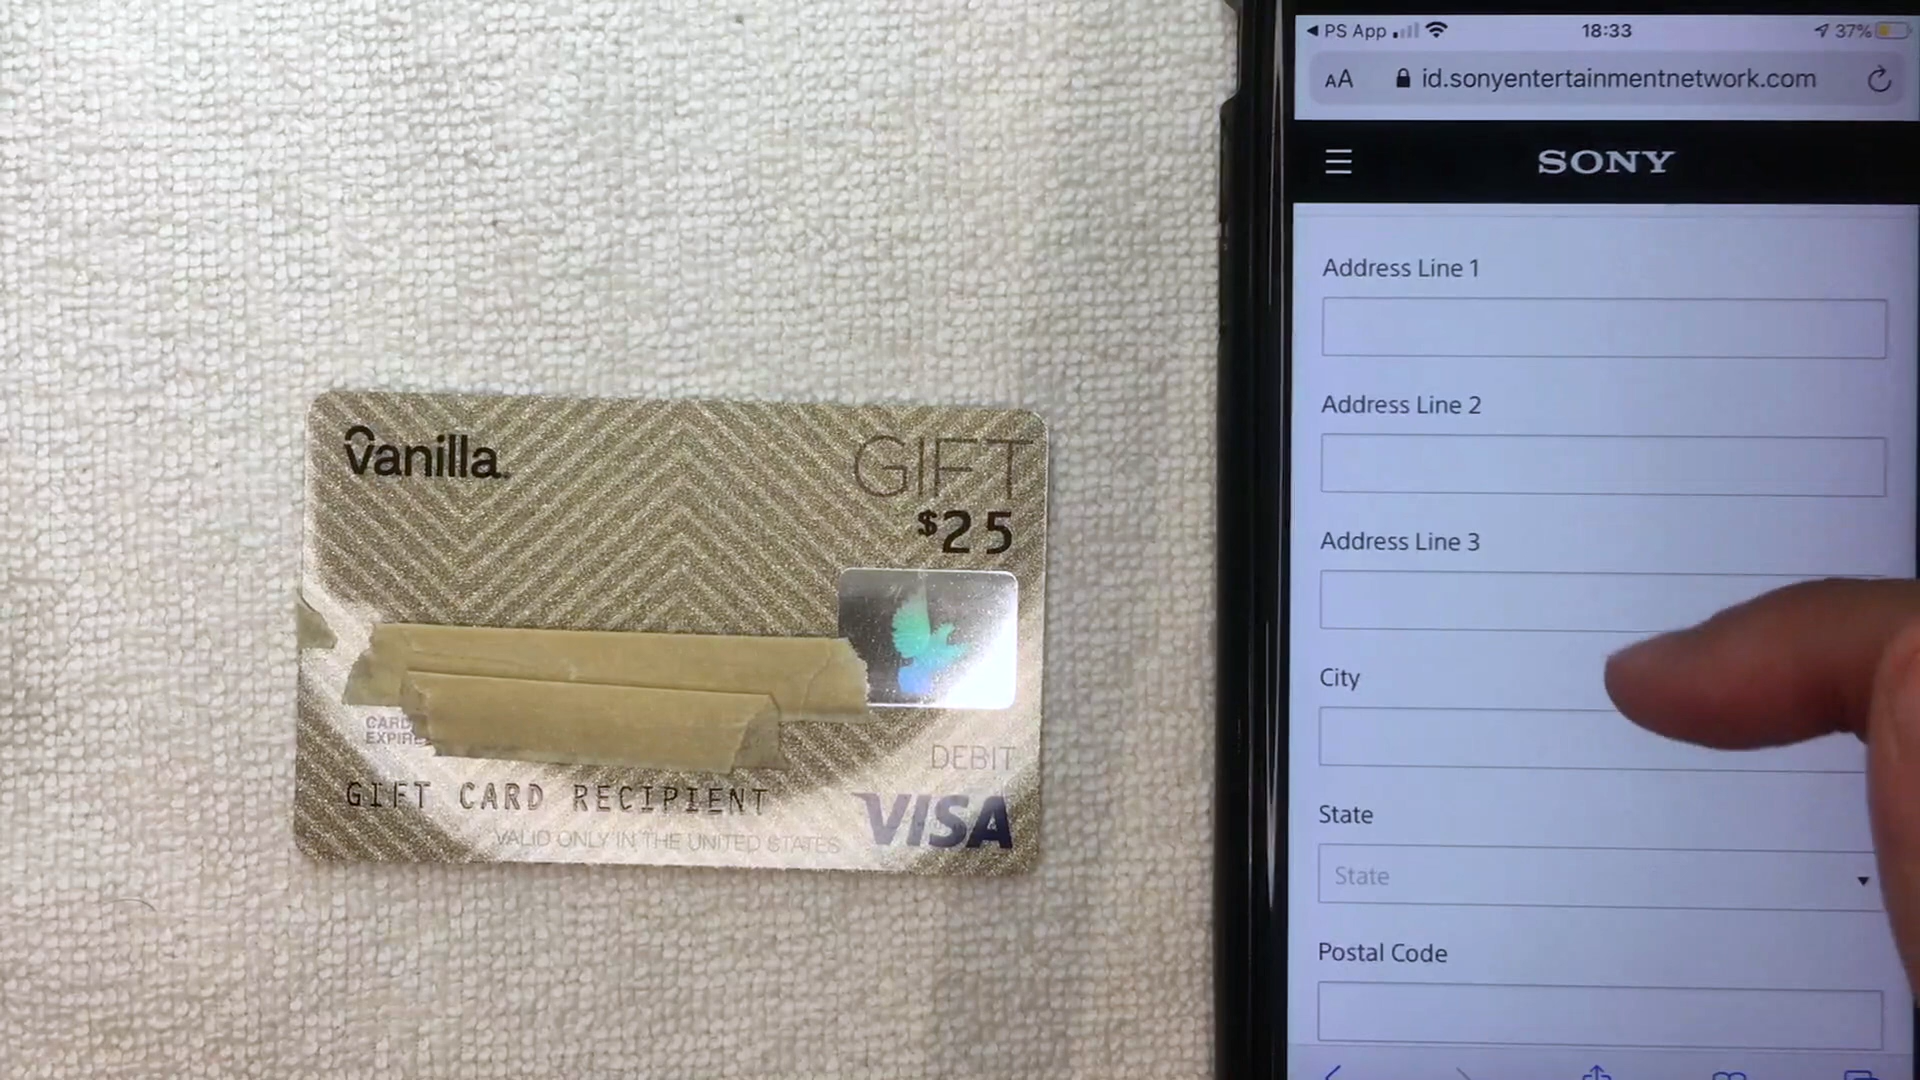 vanilla.
GIFT
$25
CARD
EXPIRE
GIFT CARD RECIPIENT
VALID ONLY IN THE UNITED STATES
DEBIT
VISA
PS App
18:33
37%
AA
id.sonyentertainmentnetwork.com
SONY
Address Line 1
Address Line 2
Address Line 3
City
State
State
Postal Code